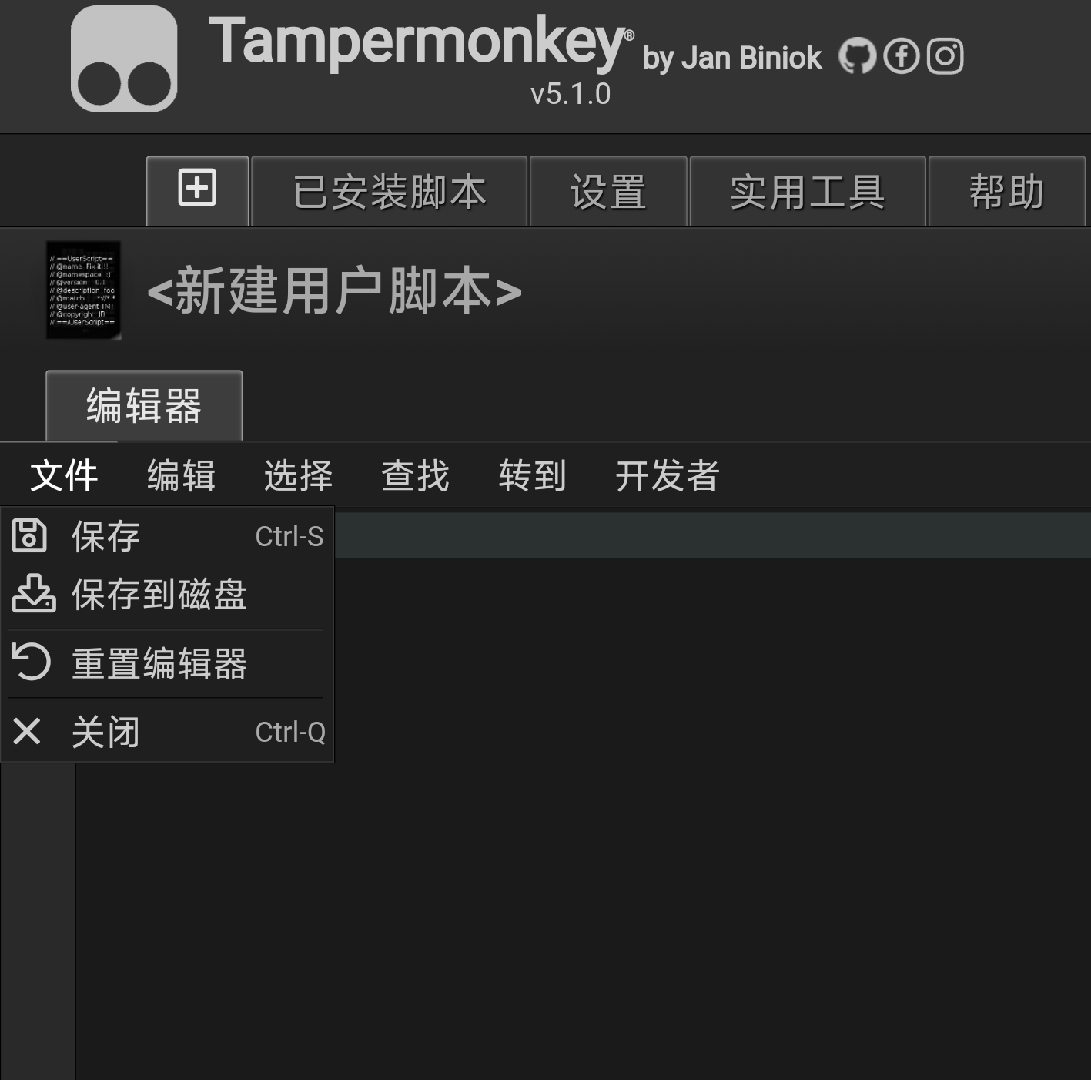 Tampermonkey® by Jan Biniok
v5.1.0
已安装脚本 设置 实用工具 帮助
// ==UserScript==
<新建用户脚本>
编辑器
文件 编辑 选择 查找 转到 开发者
保存 Ctrl-S
保存到磁盘
重置编辑器
关闭 Ctrl-Q